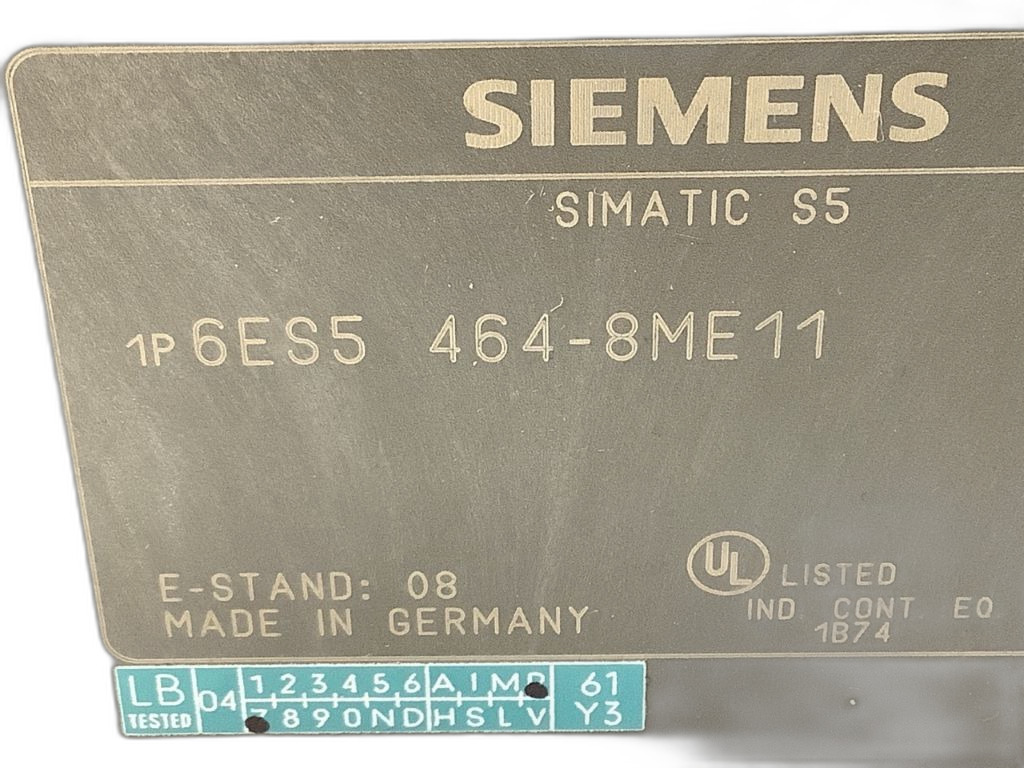 SIEMENS
SIMATIC S5
1P 6ES5 464-8ME11
E-STAND: 08
MADE IN GERMANY
UL LISTED
IND. CONT. EQ
1B74
LB 04 1 2 3 4 5 6 A I M 61
TESTED 8 9 0 N D H S L V Y3